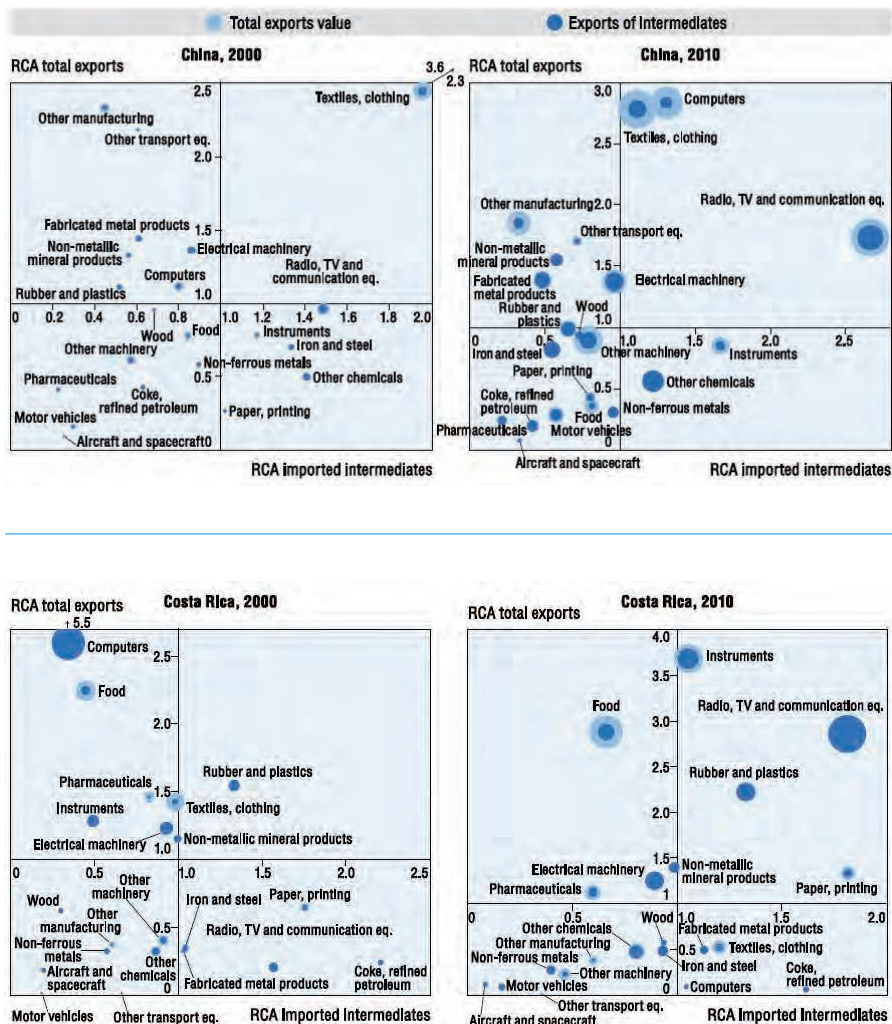 Total exports value
Exports of Intermediates
China, 2000
RCA total exports
3.6
2.3
2.5
Textiles, clothing
Other manufacturing
Other transport eq.
2.0
Fabricated metal products
1.5
Non-metallic
mineral products
Electrical machinery
Radio, TV and
communication eq.
Computers
Rubber and plastics
1.0
0 0.2 0.4 0.6 0.8 1.0 1.2 1.4 1.6 1.8 2.0
Wood
Food
Instruments
Iron and steel
Other machinery
Non-ferrous metals
0.5
Other chemicals
Pharmaceuticals
Coke,
refined petroleum
Paper, printing
Motor vehicles
Aircraft and spacecraft0
RCA imported intermediates
China, 2010
RCA total exports
3.0
Computers
2.5
Textiles, clothing
Radio, TV and communication eq.
2.0
Other manufacturing
Other transport eq.
Non-metallic
mineral products
1.5
Fabricated
metal products
Electrical machinery
Rubber and
plastics
Wood
1.0
0 0.5 1.0 1.5 2.0 2.5
Iron and steel
Other machinery
Instruments
Paper, printing
Other chemicals
Coke, refined
petroleum
0.5
Food
Non-ferrous metals
Pharmaceuticals
Motor vehicles
0
Aircraft and spacecraft
RCA imported intermediates
Costa Rica, 2000
RCA total exports
↑ 5.5
Computers
2.5
Food
2.0
Rubber and plastics
Pharmaceuticals
1.5
Textiles, clothing
Instruments
Electrical machinery
Non-metallic mineral products
1.0
0 0.5 1.0 1.5 2.0 2.5
Other
machinery
Wood
Iron and steel
Paper, printing
Other
manufacturing
0.5
Radio, TV and communication eq.
Non-ferrous
metals
Aircraft and
spacecraft
Other
chemicals
0
Fabricated metal products
Coke, refined
petroleum
Motor vehicles
Other transport eq.
RCA Imported Intermediates
Costa Rica, 2010
RCA total exports
4.0
Instruments
3.5
Food
Radio, TV and communication eq.
3.0
2.5
Rubber and plastics
2.0
1.5
Electrical machinery
Non-metallic
mineral products
Pharmaceuticals
1
Paper, printing
0 0.5 1.0 1.5 2.0
Wood
Other chemicals
Fabricated metal products
Other manufacturing
0.5
Textiles, clothing
Non-ferrous metals
Iron and steel
Other machinery
Coke,
refined petroleum
0
Computers
Motor vehicles
Other transport eq.
Aircraft and spacecraft
RCA Imported Intermediates